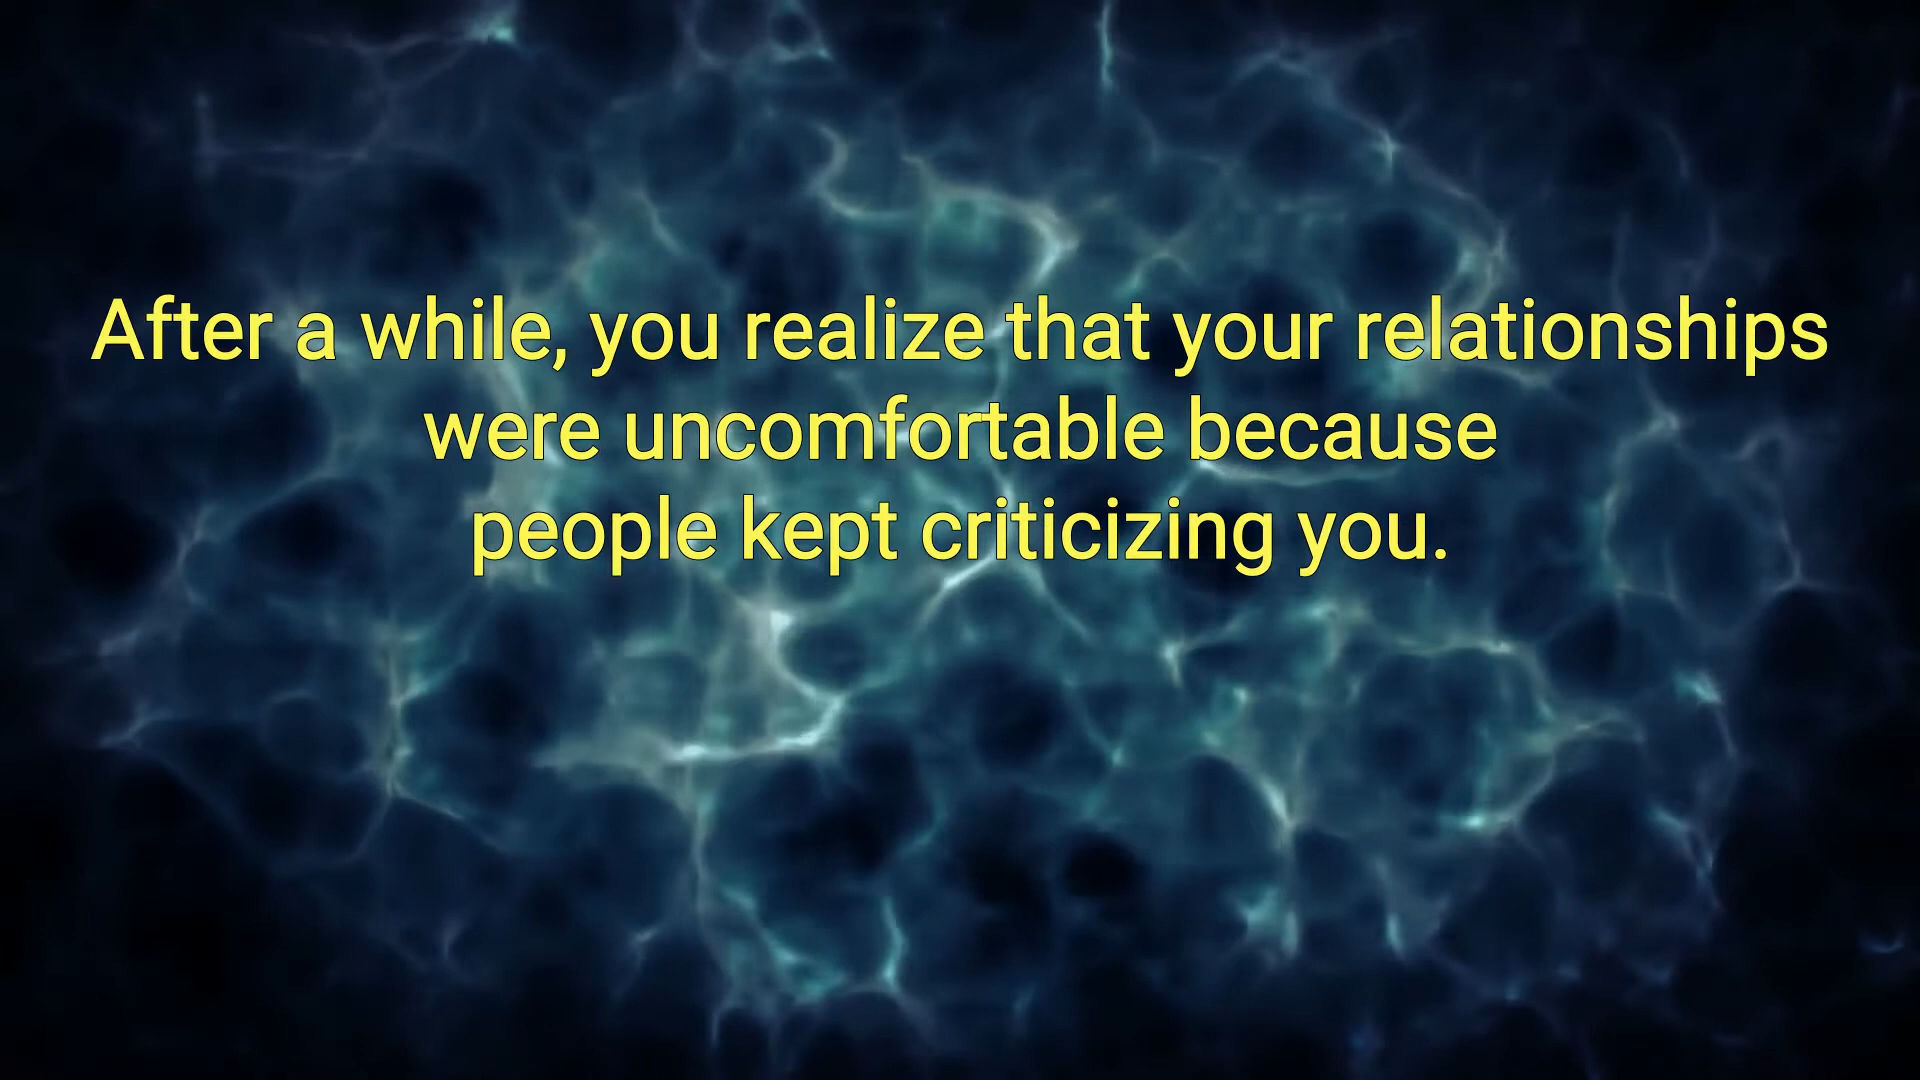 After a while, you realize that your relationships
were uncomfortable because
people kept criticizing you.